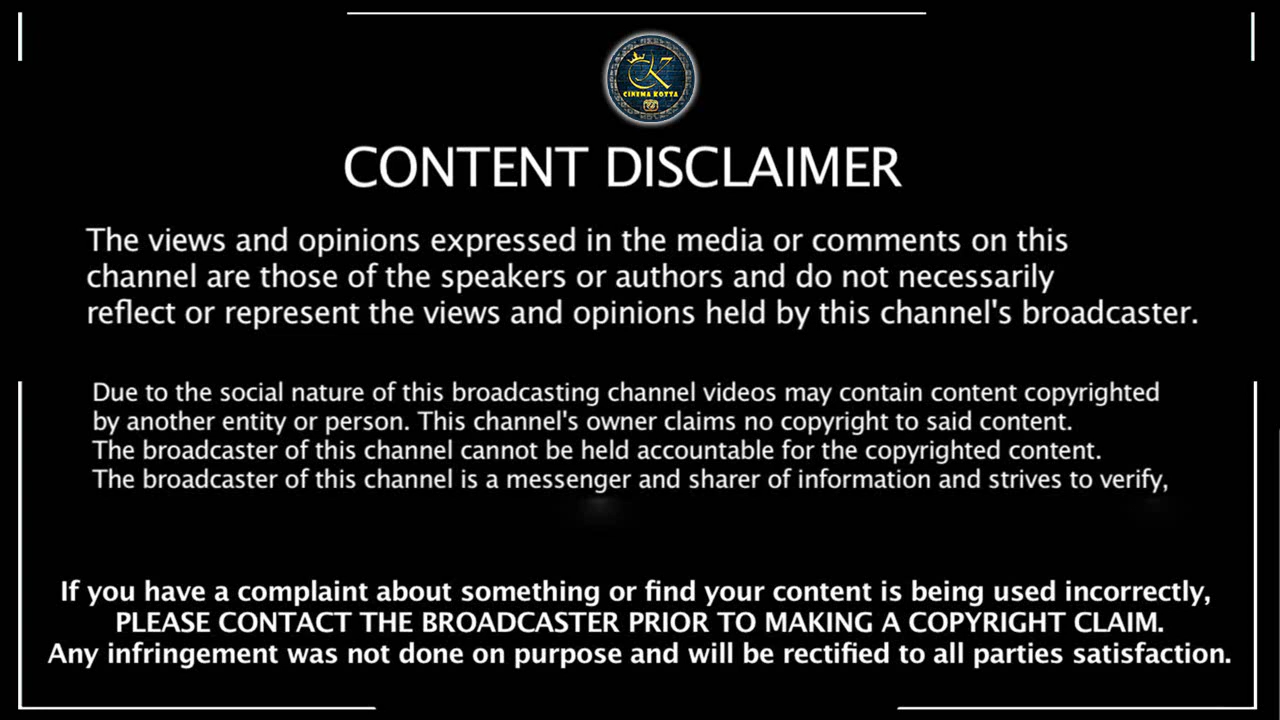 CK
CINEMA KOTTA
CONTENT DISCLAIMER
The views and opinions expressed in the media or comments on this
channel are those of the speakers or authors and do not necessarily
reflect or represent the views and opinions held by this channel's broadcaster.
Due to the social nature of this broadcasting channel videos may contain content copyrighted
by another entity or person. This channel's owner claims no copyright to said content.
The broadcaster of this channel cannot be held accountable for the copyrighted content.
The broadcaster of this channel is a messenger and sharer of information and strives to verify,
If you have a complaint about something or find your content is being used incorrectly,
PLEASE CONTACT THE BROADCASTER PRIOR TO MAKING A COPYRIGHT CLAIM.
Any infringement was not done on purpose and will be rectified to all parties satisfaction.